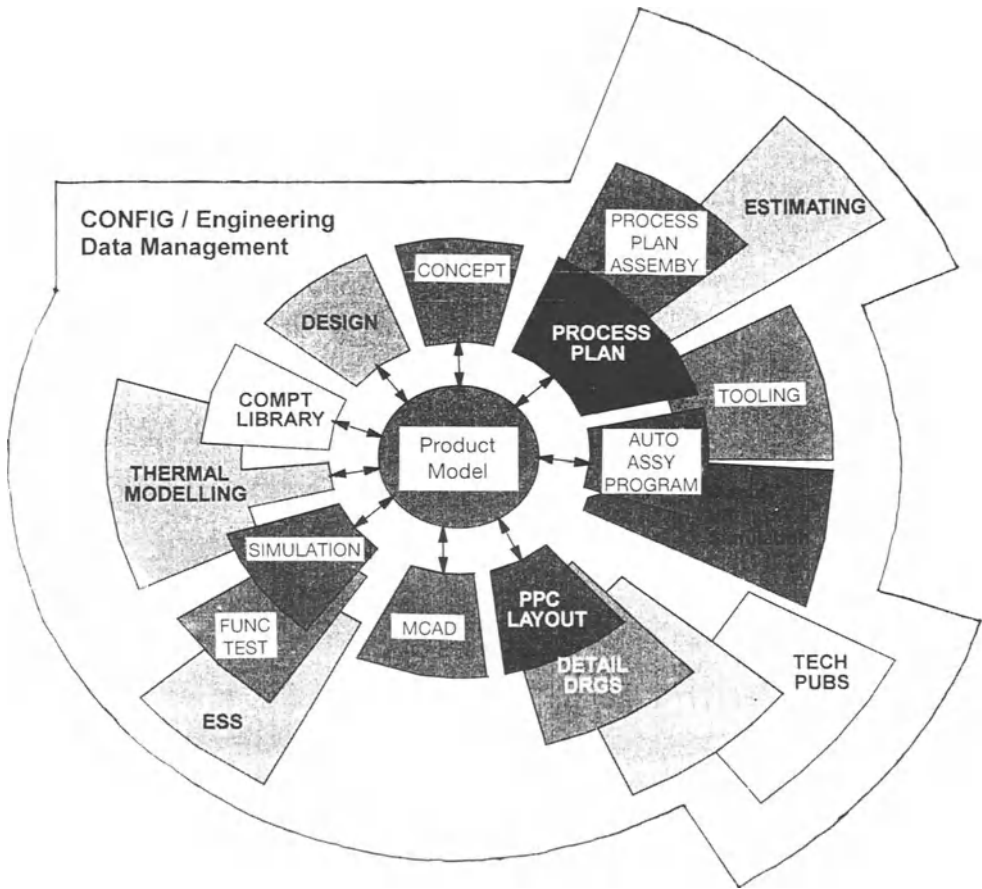 CONFIG / Engineering
Data Management
CONCEPT
DESIGN
COMPT
LIBRARY
THERMAL
MODELLING
SIMULATION
FUNC
TEST
ESS
MCAD
PPC
LAYOUT
DETAIL
DRGS
TECH
PUBS
Simulation
AUTO
ASSY
PROGRAM
TOOLING
PROCESS
PLAN
PROCESS
PLAN
ASSEMBY
ESTIMATING
Product
Model